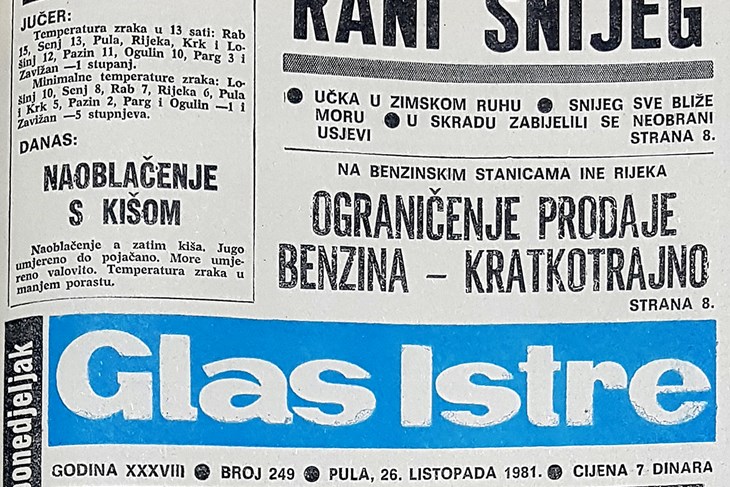 JUČER:
Temperatura zraka u 13 sati: Rab
15, Senj 13, Pula, Rijeka, Krk i Lo-
šinj 12, Pazin 11, Ogulin 10, Parg 3 i
Zavižan —1 stupanj.
Minimalne temperature zraka: Lo-
šinj 10, Senj 8, Rab 7, Rijeka 6, Pula
i Krk 5, Pazin 2, Parg i Ogulin —1 i
Zavižan —5 stupnjeva.
DANAS:
NAOBLAČENJE
S KIŠOM
Naoblačenje a zatim kiša. Jugo
umjereno do pojačano. More umje-
reno valovito. Temperatura zraka u
manjem porastu.
RANI SNIJEG
● UČKA U ZIMSKOM RUHU ● SNIJEG SVE BLIŽE
MORU ● U SKRADU ZABIJELILI SE NEOBRANI
USJEVI STRANA 8.
NA BENZINSKIM STANICAMA INE RIJEKA
OGRANIČENJE PRODAJE
BENZINA — KRATKOTRAJNO
STRANA 8.
ponedjeljak
Glas Istre
GODINA XXXVIII ● BROJ 249 ● PULA, 26. LISTOPADA 1981. ● CIJENA 7 DINARA